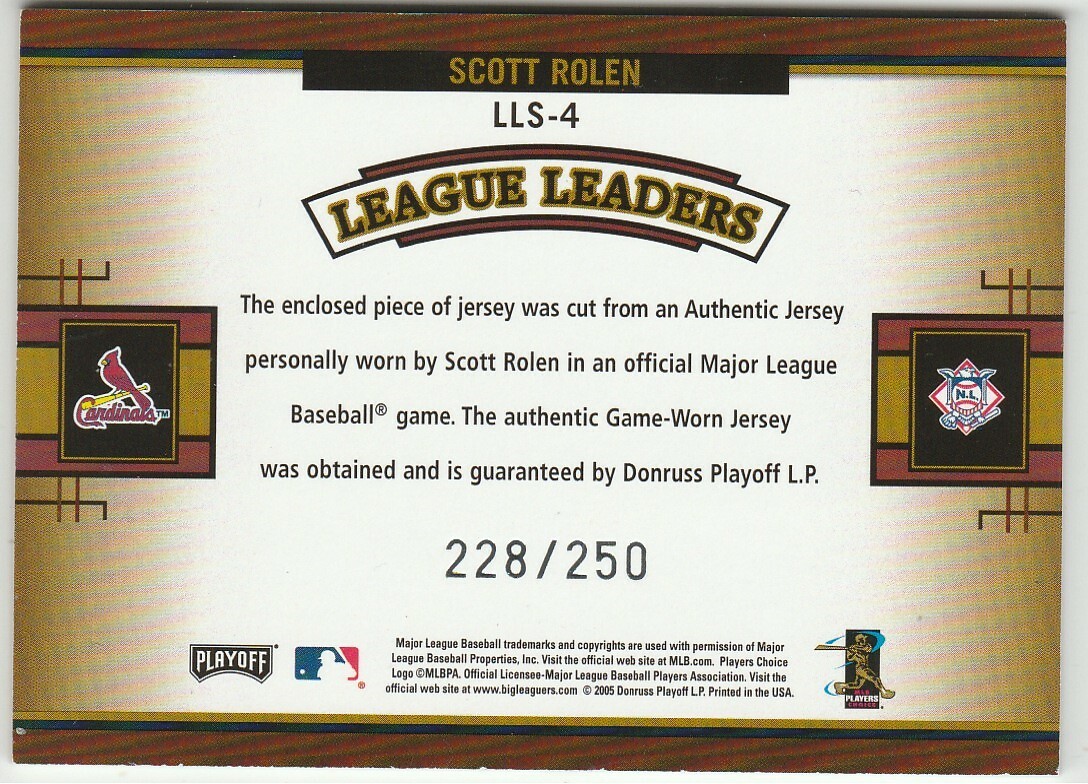 SCOTT ROLEN
LLS-4
LEAGUE LEADERS
The enclosed piece of jersey was cut from an Authentic Jersey
personally worn by Scott Rolen in an official Major League
Baseball® game. The authentic Game-Worn Jersey
was obtained and is guaranteed by Donruss Playoff L.P.
Cardinals™
N.L.
228/250
PLAYOFF
®
Major League Baseball trademarks and copyrights are used with permission of Major
League Baseball Properties, Inc. Visit the official web site at MLB.com. Players Choice
Logo ©MLBPA. Official Licensee-Major League Baseball Players Association. Visit the
official web site at www.bigleaguers.com © 2005 Donruss Playoff L.P. Printed in the USA.
MLB
PLAYERS
CHOICE